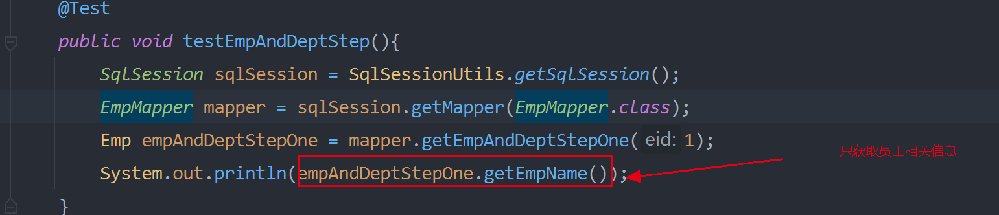 @Test
public void testEmpAndDeptStep(){
SqlSession sqlSession = SqlSessionUtils.getSqlSession();
EmpMapper mapper = sqlSession.getMapper(EmpMapper.class);
Emp empAndDeptStepOne = mapper.getEmpAndDeptStepOne( eid: 1);
只获取员工相关信息
System.out.println(empAndDeptStepOne.getEmpName());
}